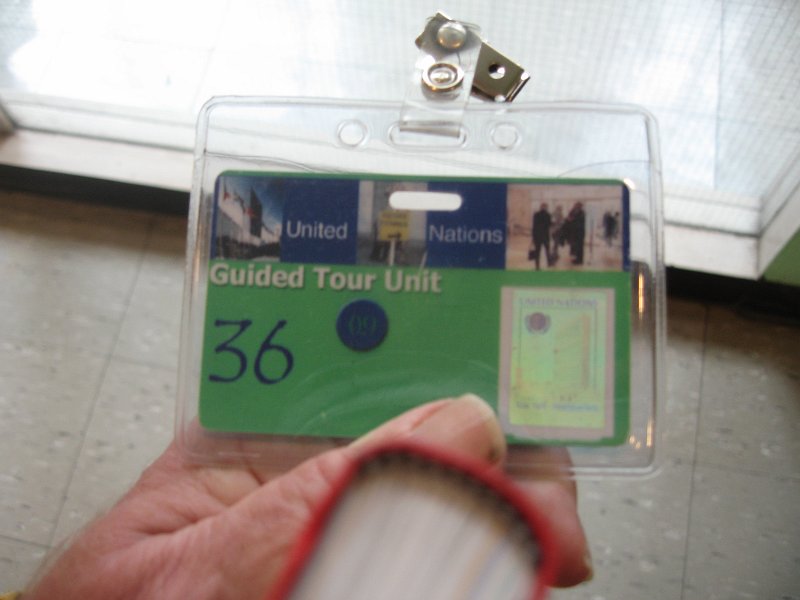 United Nations
Guided Tour Unit
36
09
UNITED NATIONS